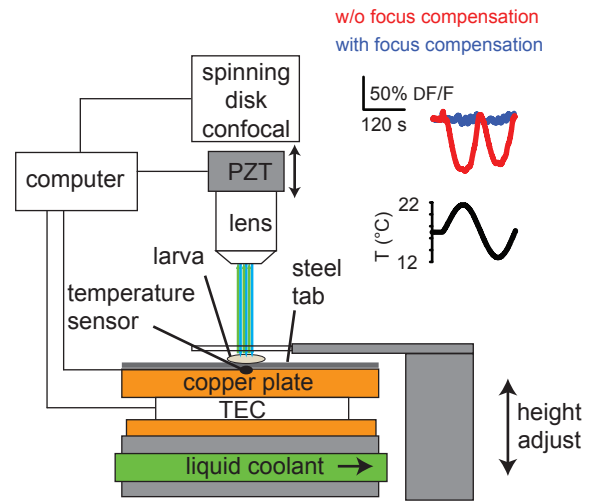 w/o focus compensation
with focus compensation
spinning
disk
confocal
50% DF/F
120 s
computer
PZT
lens
22
T (°C)
12
larva
steel
tab
temperature
sensor
copper plate
TEC
height
adjust
liquid coolant